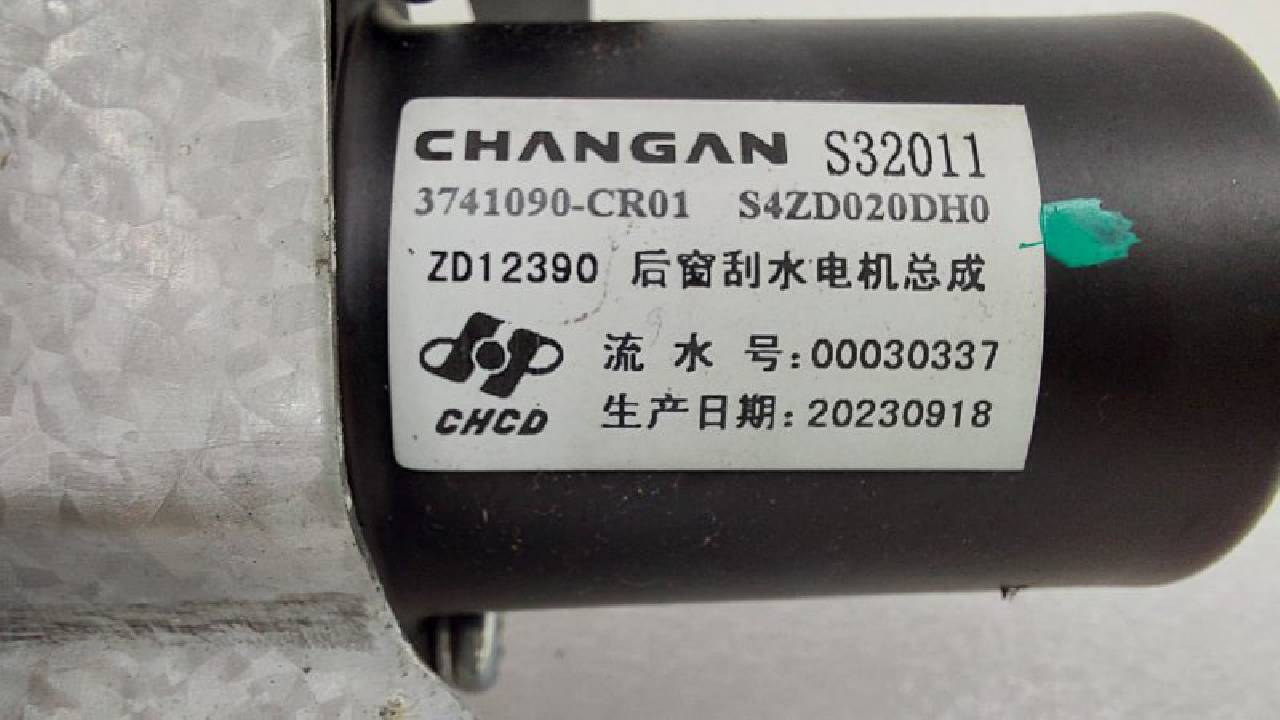 CHANGAN S32011
3741090-CR01 S4ZD020DH0
ZD12390 后窗刮水电机总成
流水号:00030337
CHCD
生产日期:20230918